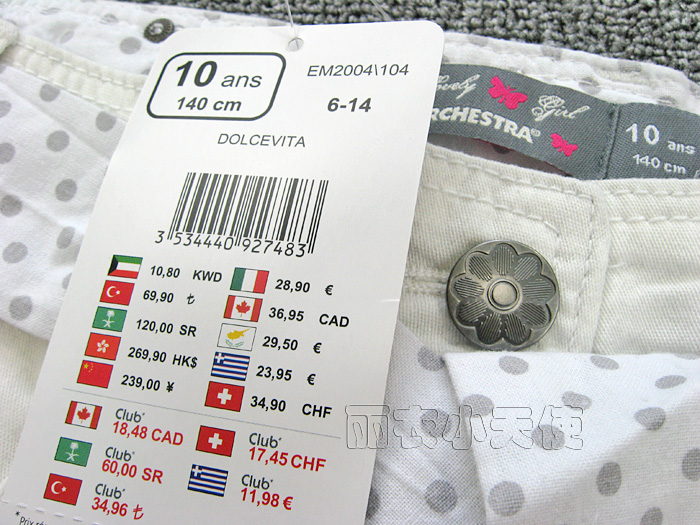 10 ans
140 cm
EM2004\104
6-14
DOLCEVITA
3 534440 927483
10,80 KWD
28,90 €
69,90 ₺
36,95 CAD
120,00 SR
29,50 €
269,90 HK$
23,95 €
239,00 ¥
34,90 CHF
Club*
18,48 CAD
Club*
17,45 CHF
Club*
60,00 SR
Club*
11,98 €
Club*
34,96 ₺
* Prix
Girl
RCHESTRA®
10 ans
140 cm
丽衣小天使